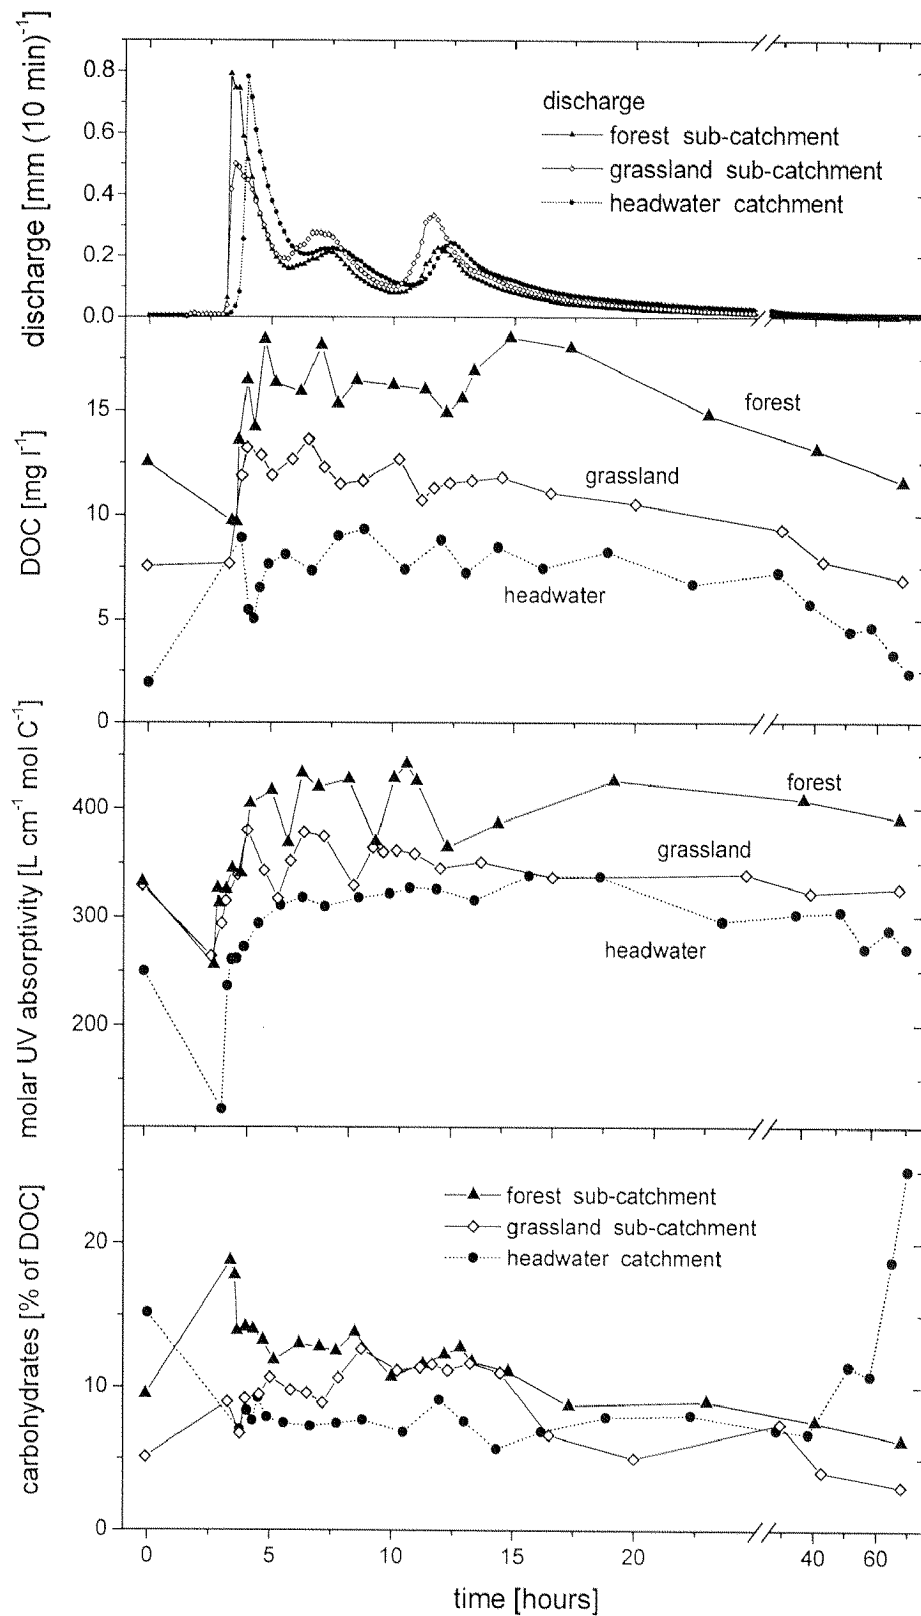 discharge [mm (10 min)⁻¹]
0.8
0.6
0.4
0.2
0.0
discharge
forest sub-catchment
grassland sub-catchment
headwater catchment
DOC [mg l⁻¹]
15
10
5
0
forest
grassland
headwater
molar UV absorptivity [L cm⁻¹ mol C⁻¹]
400
300
200
forest
grassland
headwater
carbohydrates [% of DOC]
20
10
0
forest sub-catchment
grassland sub-catchment
headwater catchment
0 5 10 15 20 40 60
time [hours]